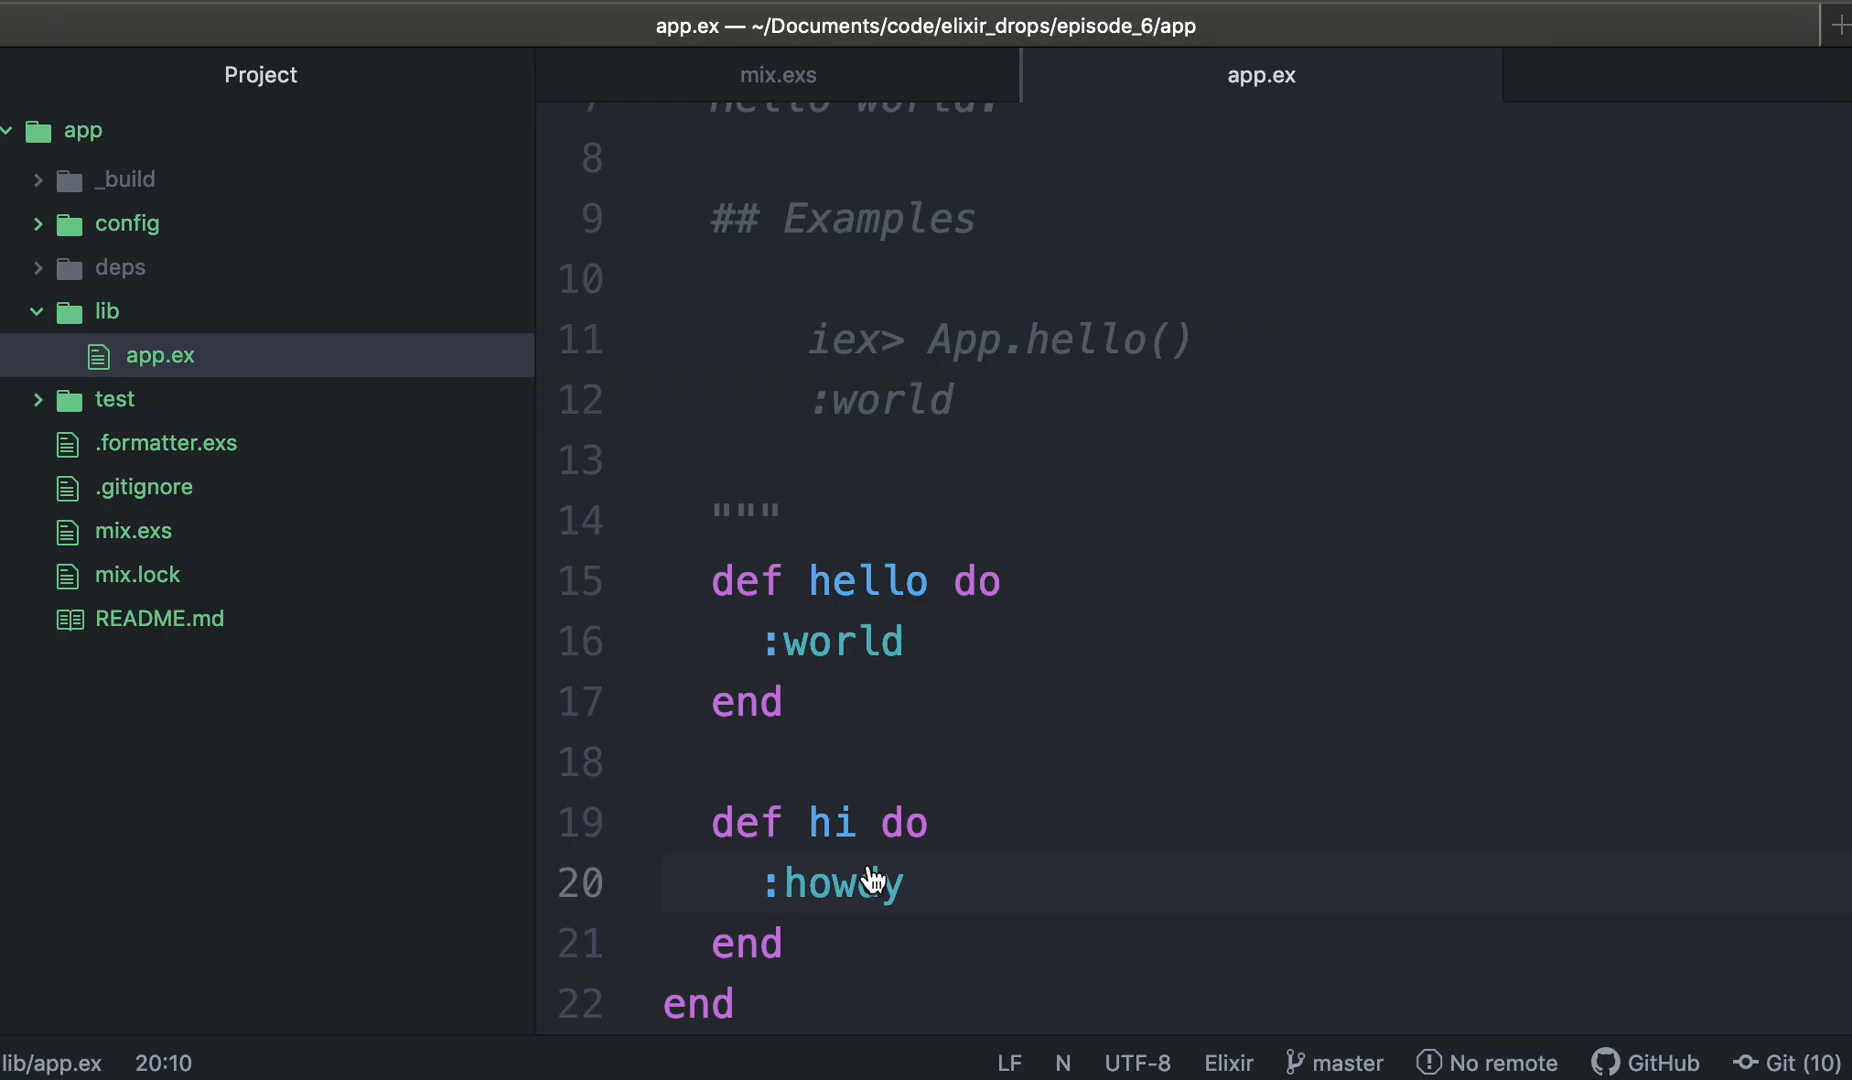 app.ex — ~/Documents/code/elixir_drops/episode_6/app
Project
mix.exs
app.ex
app
_build
config
deps
lib
app.ex
test
.formatter.exs
.gitignore
mix.exs
mix.lock
README.md
8
9 ## Examples
10
11 iex> App.hello()
12 :world
13
14 """
15 def hello do
16 :world
17 end
18
19 def hi do
20 :howdy
21 end
22 end
lib/app.ex 20:10 LF N UTF-8 Elixir master No remote GitHub Git (10)